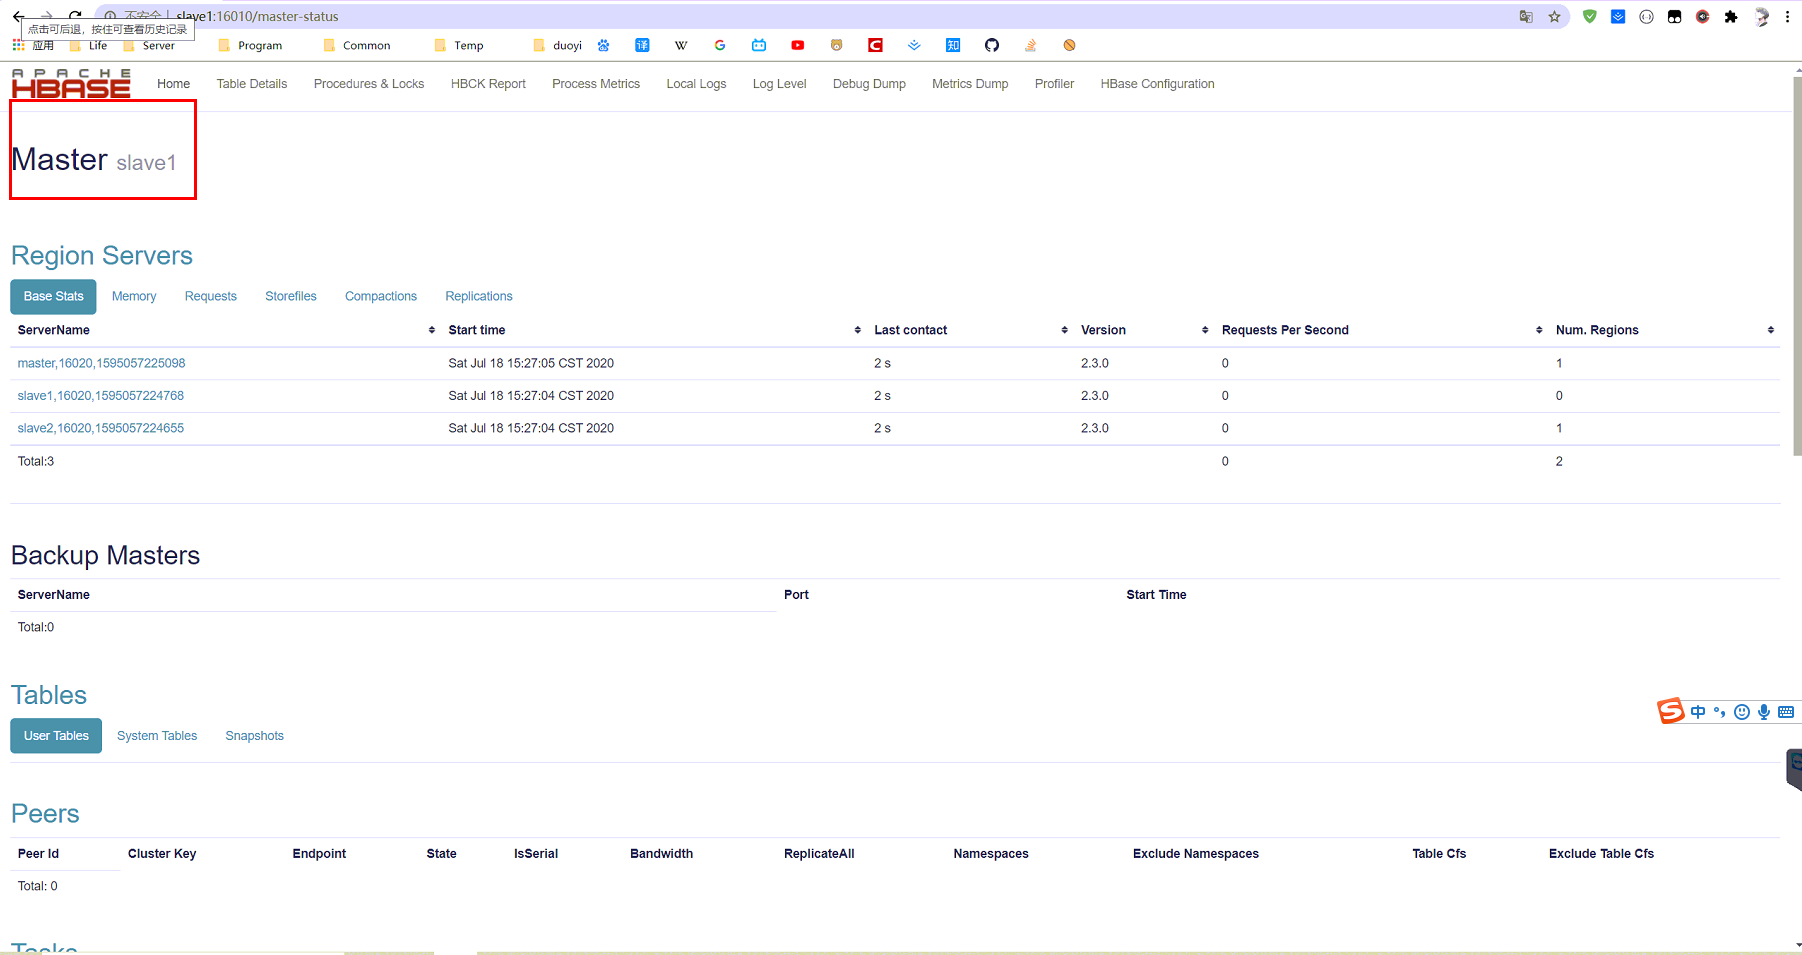 不安全 slave1:16010/master-status
点击可后退，按住可查看历史记录
应用 Life Server Program Common Temp duoyi 译 W G C 知
APACHE
HBASE
Home Table Details Procedures & Locks HBCK Report Process Metrics Local Logs Log Level Debug Dump Metrics Dump Profiler HBase Configuration
Master slave1
Region Servers
Base Stats Memory Requests Storefiles Compactions Replications
ServerName Start time Last contact Version Requests Per Second Num. Regions
master,16020,1595057225098 Sat Jul 18 15:27:05 CST 2020 2 s 2.3.0 0 1
slave1,16020,1595057224768 Sat Jul 18 15:27:04 CST 2020 2 s 2.3.0 0 0
slave2,16020,1595057224655 Sat Jul 18 15:27:04 CST 2020 2 s 2.3.0 0 1
Total:3 0 2
Backup Masters
ServerName Port Start Time
Total:0
Tables
User Tables System Tables Snapshots
S 中
Peers
Peer Id Cluster Key Endpoint State IsSerial Bandwidth ReplicateAll Namespaces Exclude Namespaces Table Cfs Exclude Table Cfs
Total: 0
Tasks